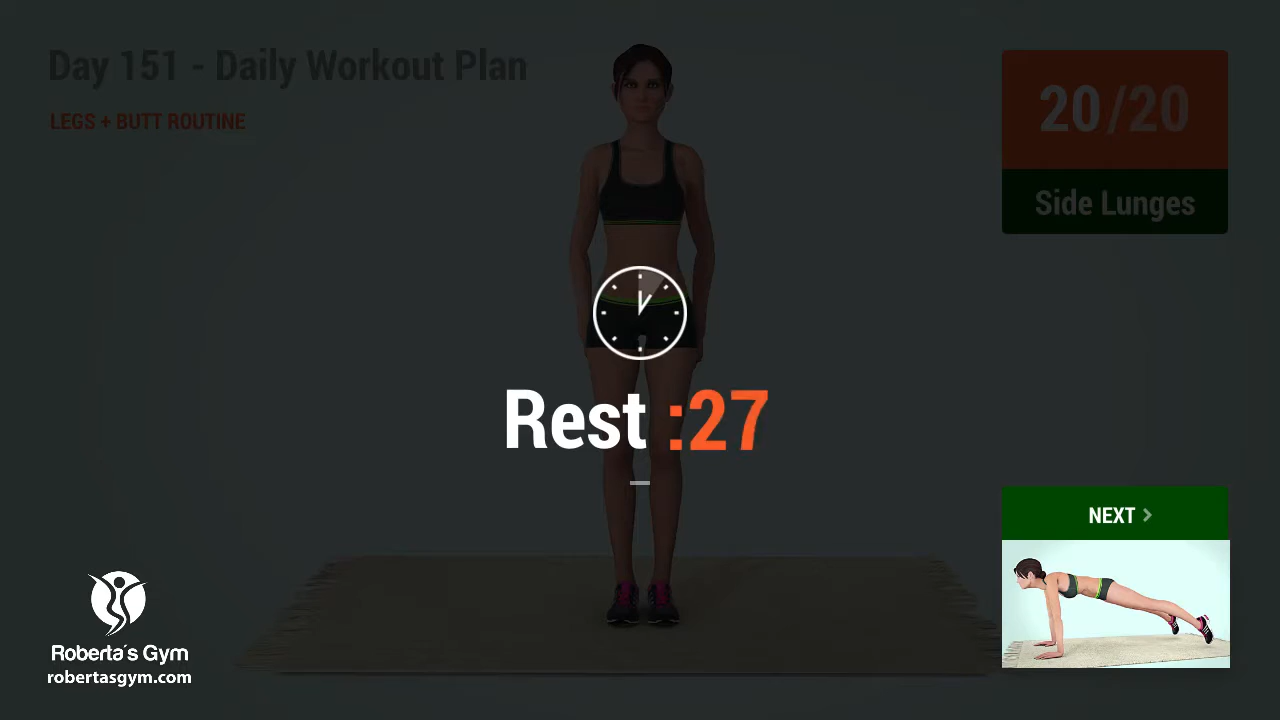 Day 151 - Daily Workout Plan
LEGS + BUTT ROUTINE
20/20
Side Lunges
Rest :27
NEXT >
Roberta´s Gym
robertasgym.com